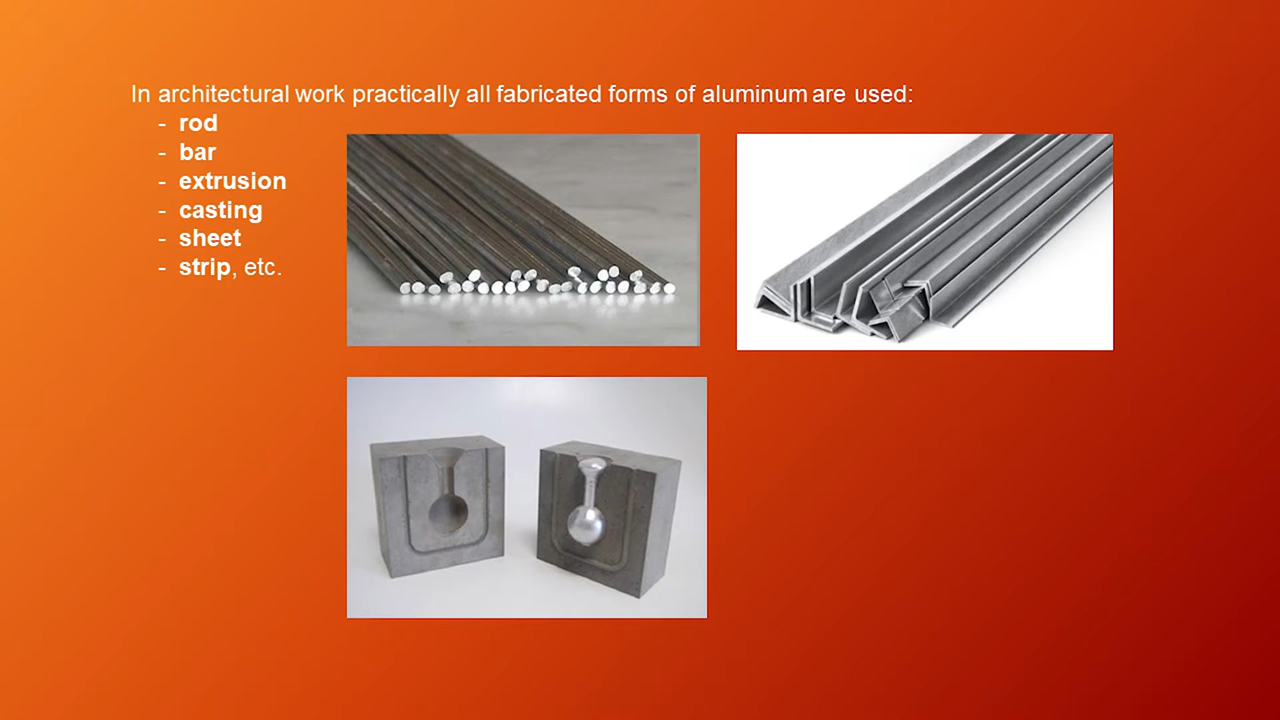 In architectural work practically all fabricated forms of aluminum are used:
- rod
- bar
- extrusion
- casting
- sheet
- strip, etc.